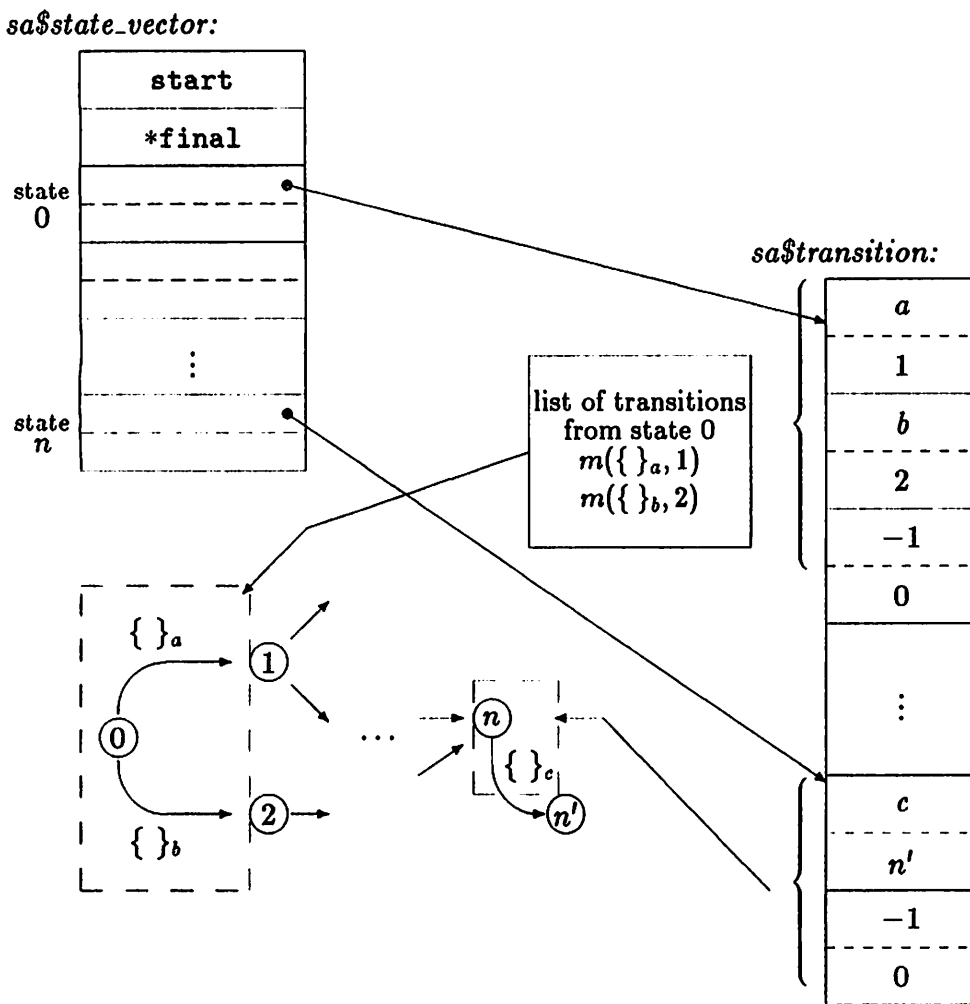 sa$state_vector:
start
*final
state
0
⋮
state
n
sa$transition:
a
1
b
2
−1
0
⋮
c
n′
−1
0
list of transitions
from state 0
m({ }a, 1)
m({ }b, 2)
{ }a
0
1
{ }b
2
...
n
{ }c
n′